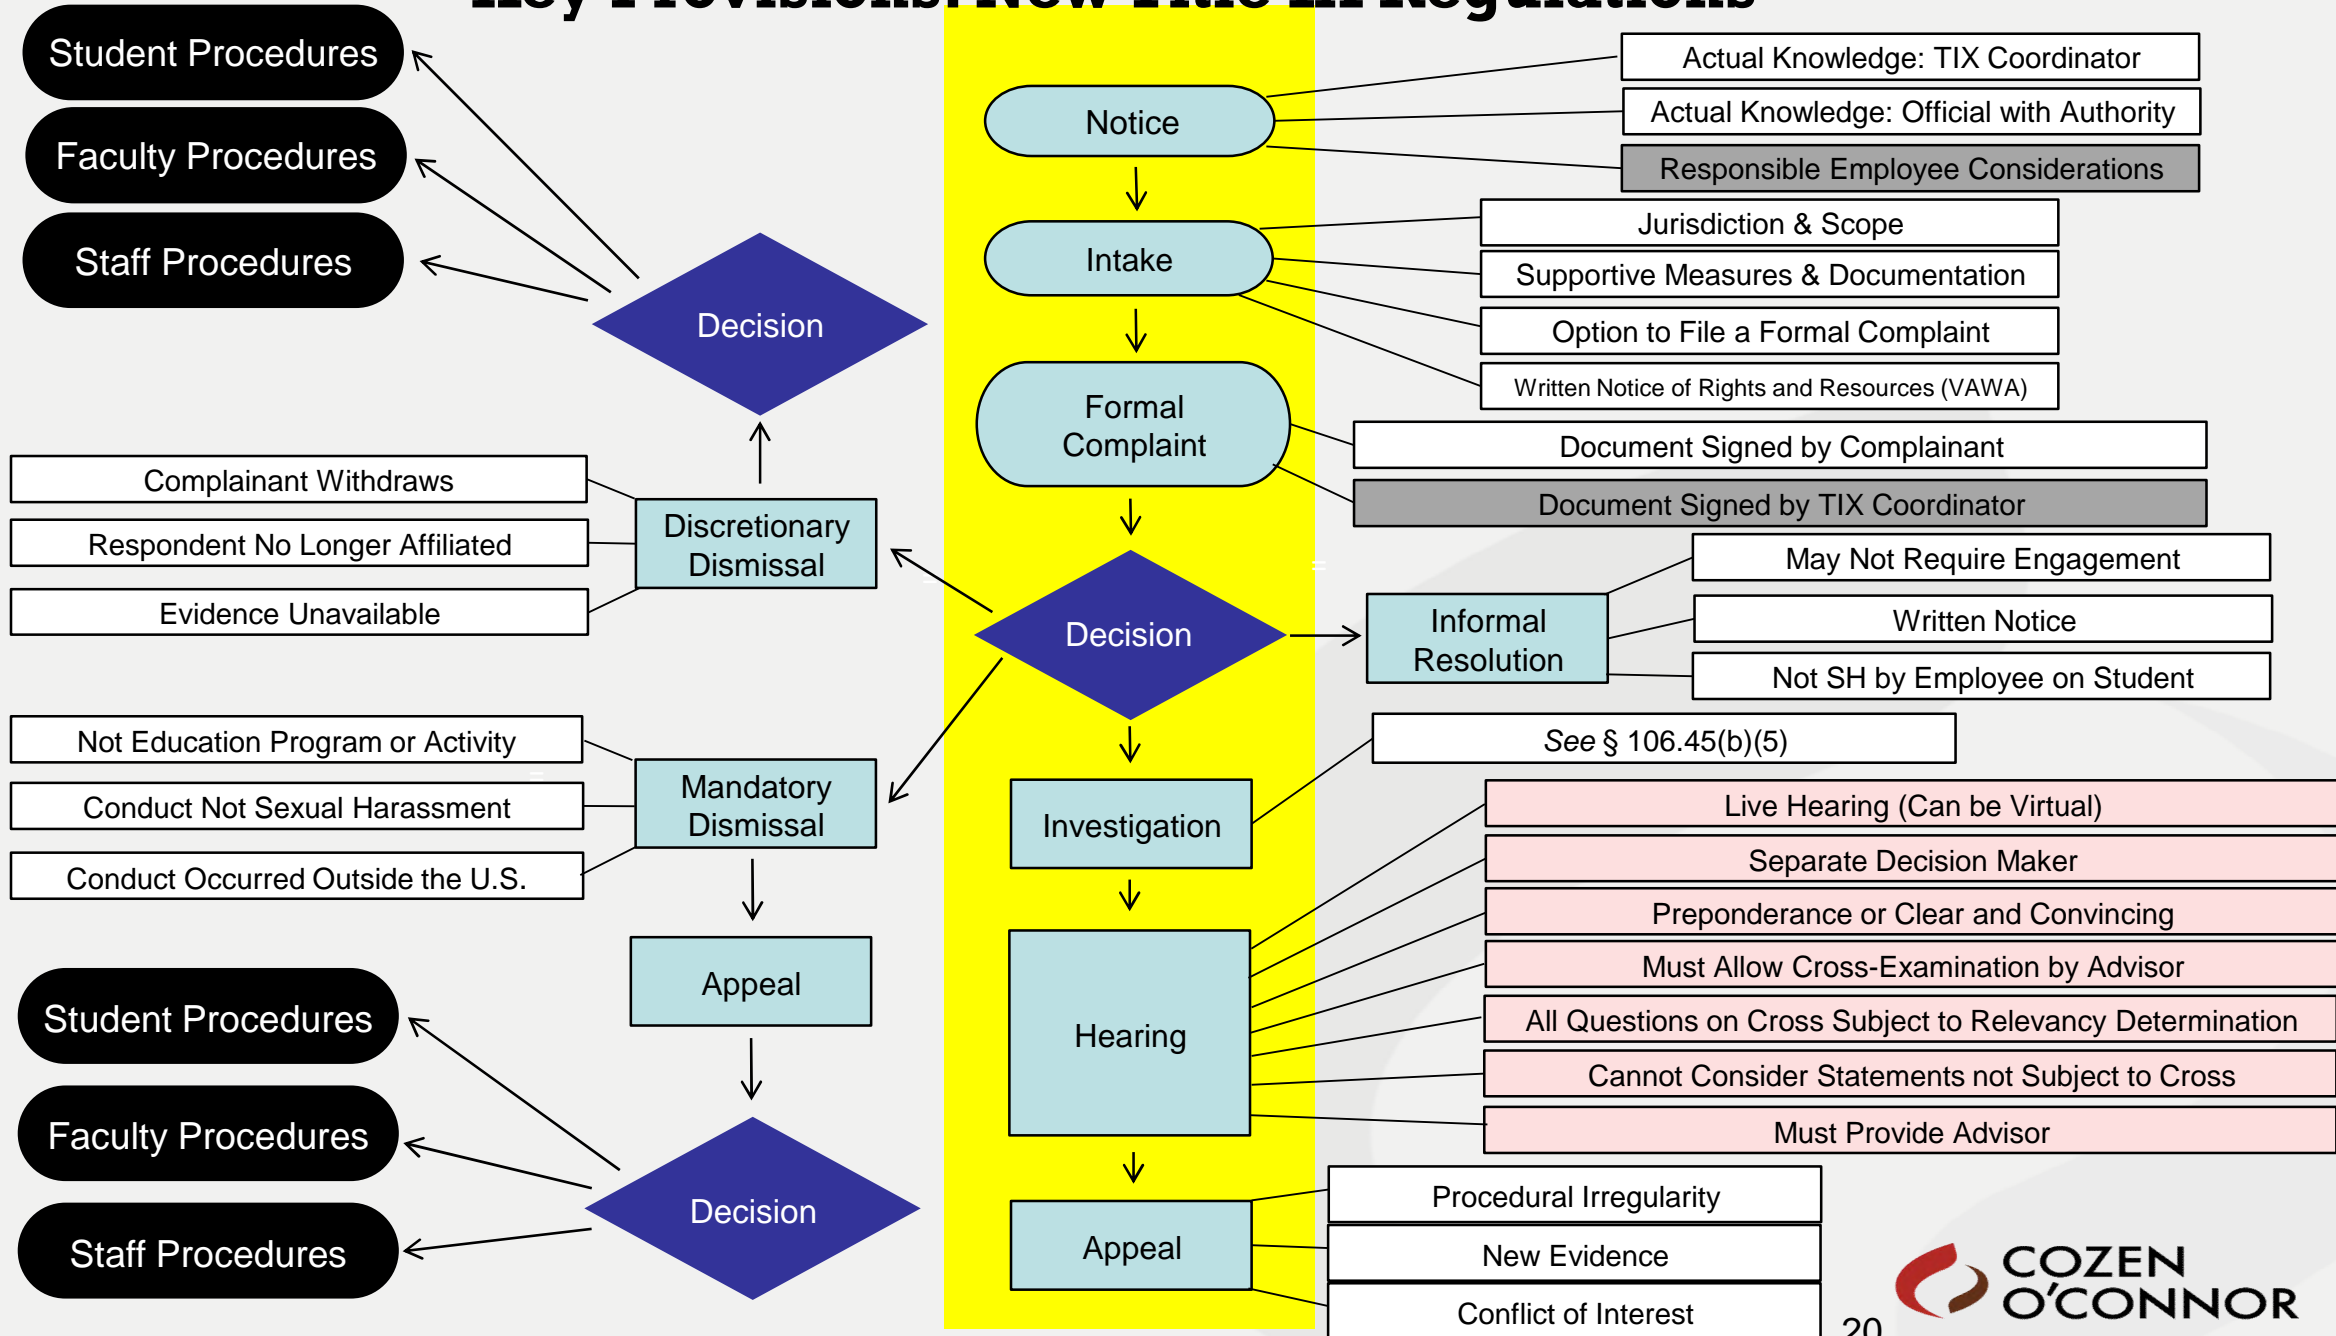 Key Provisions: New Title IX Regulations
Student Procedures
Faculty Procedures
Staff Procedures
Decision
Complainant Withdraws
Respondent No Longer Affiliated
Evidence Unavailable
Discretionary
Dismissal
Not Education Program or Activity
Conduct Not Sexual Harassment
Conduct Occurred Outside the U.S.
Mandatory
Dismissal
Appeal
Student Procedures
Faculty Procedures
Staff Procedures
Decision
Notice
Actual Knowledge: TIX Coordinator
Actual Knowledge: Official with Authority
Responsible Employee Considerations
Intake
Jurisdiction & Scope
Supportive Measures & Documentation
Option to File a Formal Complaint
Written Notice of Rights and Resources (VAWA)
Formal
Complaint
Document Signed by Complainant
Document Signed by TIX Coordinator
=
=
=
Decision
Informal
Resolution
May Not Require Engagement
Written Notice
Not SH by Employee on Student
Investigation
See § 106.45(b)(5)
Hearing
Live Hearing (Can be Virtual)
Separate Decision Maker
Preponderance or Clear and Convincing
Must Allow Cross-Examination by Advisor
All Questions on Cross Subject to Relevancy Determination
Cannot Consider Statements not Subject to Cross
Must Provide Advisor
Appeal
Procedural Irregularity
New Evidence
Conflict of Interest
20
COZEN
O'CONNOR